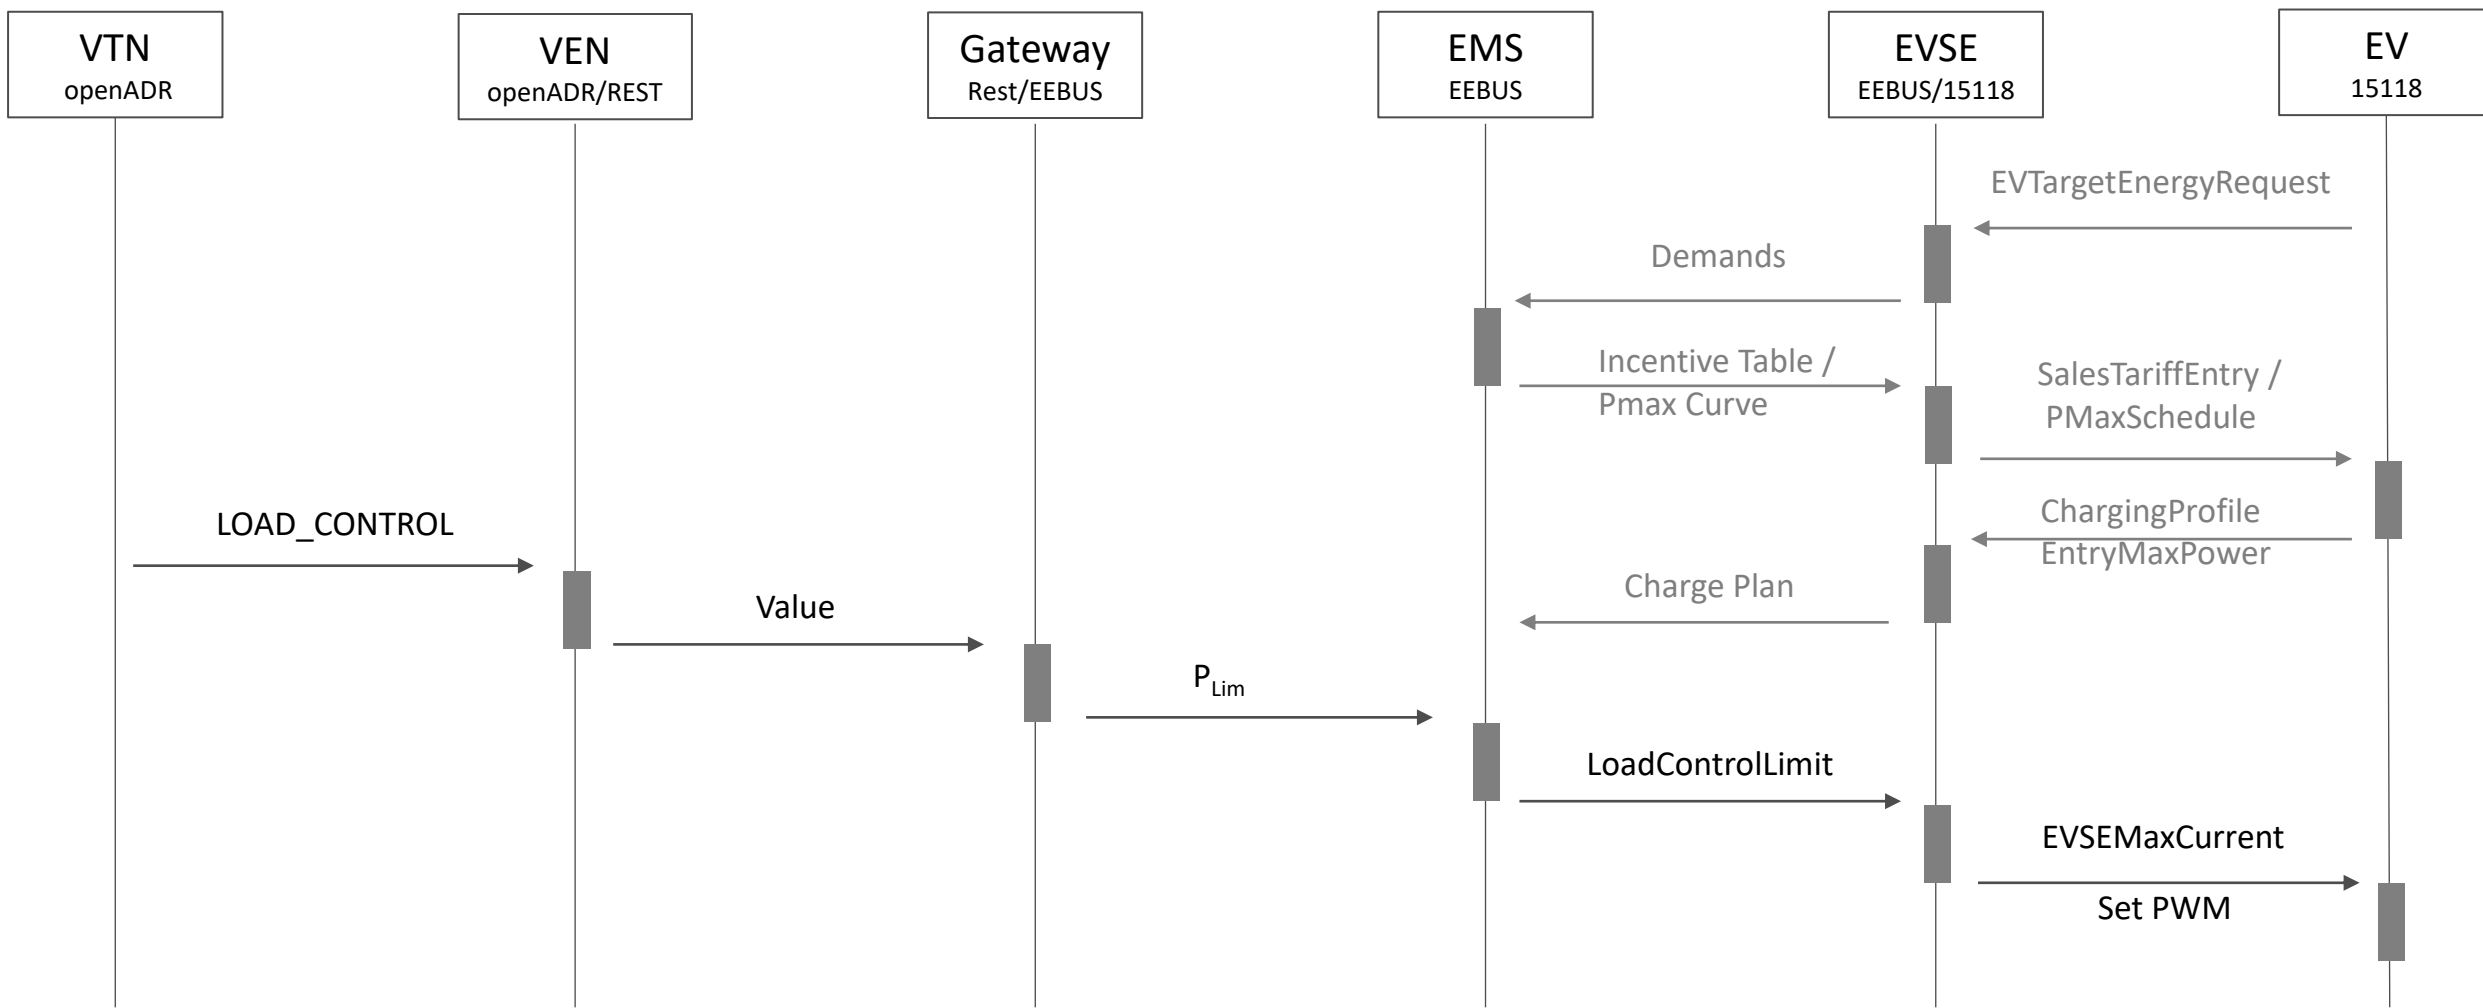 VTN
openADR
VEN
openADR/REST
Gateway
Rest/EEBUS
EMS
EEBUS
EVSE
EEBUS/15118
EV
15118
EVTargetEnergyRequest
Demands
Incentive Table /
Pmax Curve
SalesTariffEntry /
PMaxSchedule
LOAD_CONTROL
ChargingProfile
EntryMaxPower
Charge Plan
Value
PLim
LoadControlLimit
EVSEMaxCurrent
Set PWM